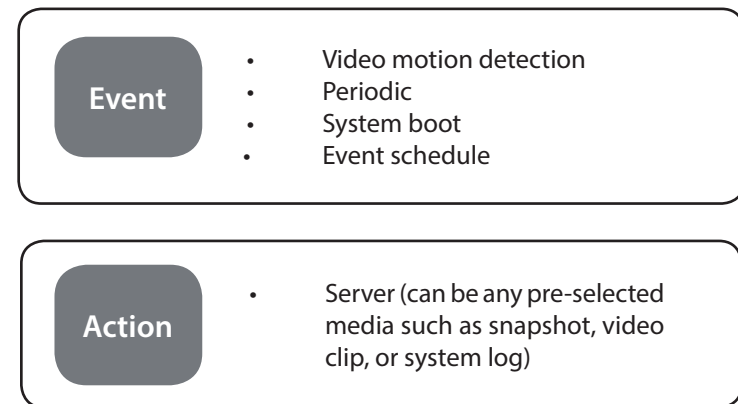 Event
• Video motion detection
• Periodic
• System boot
• Event schedule
Action
• Server (can be any pre-selected
media such as snapshot, video
clip, or system log)